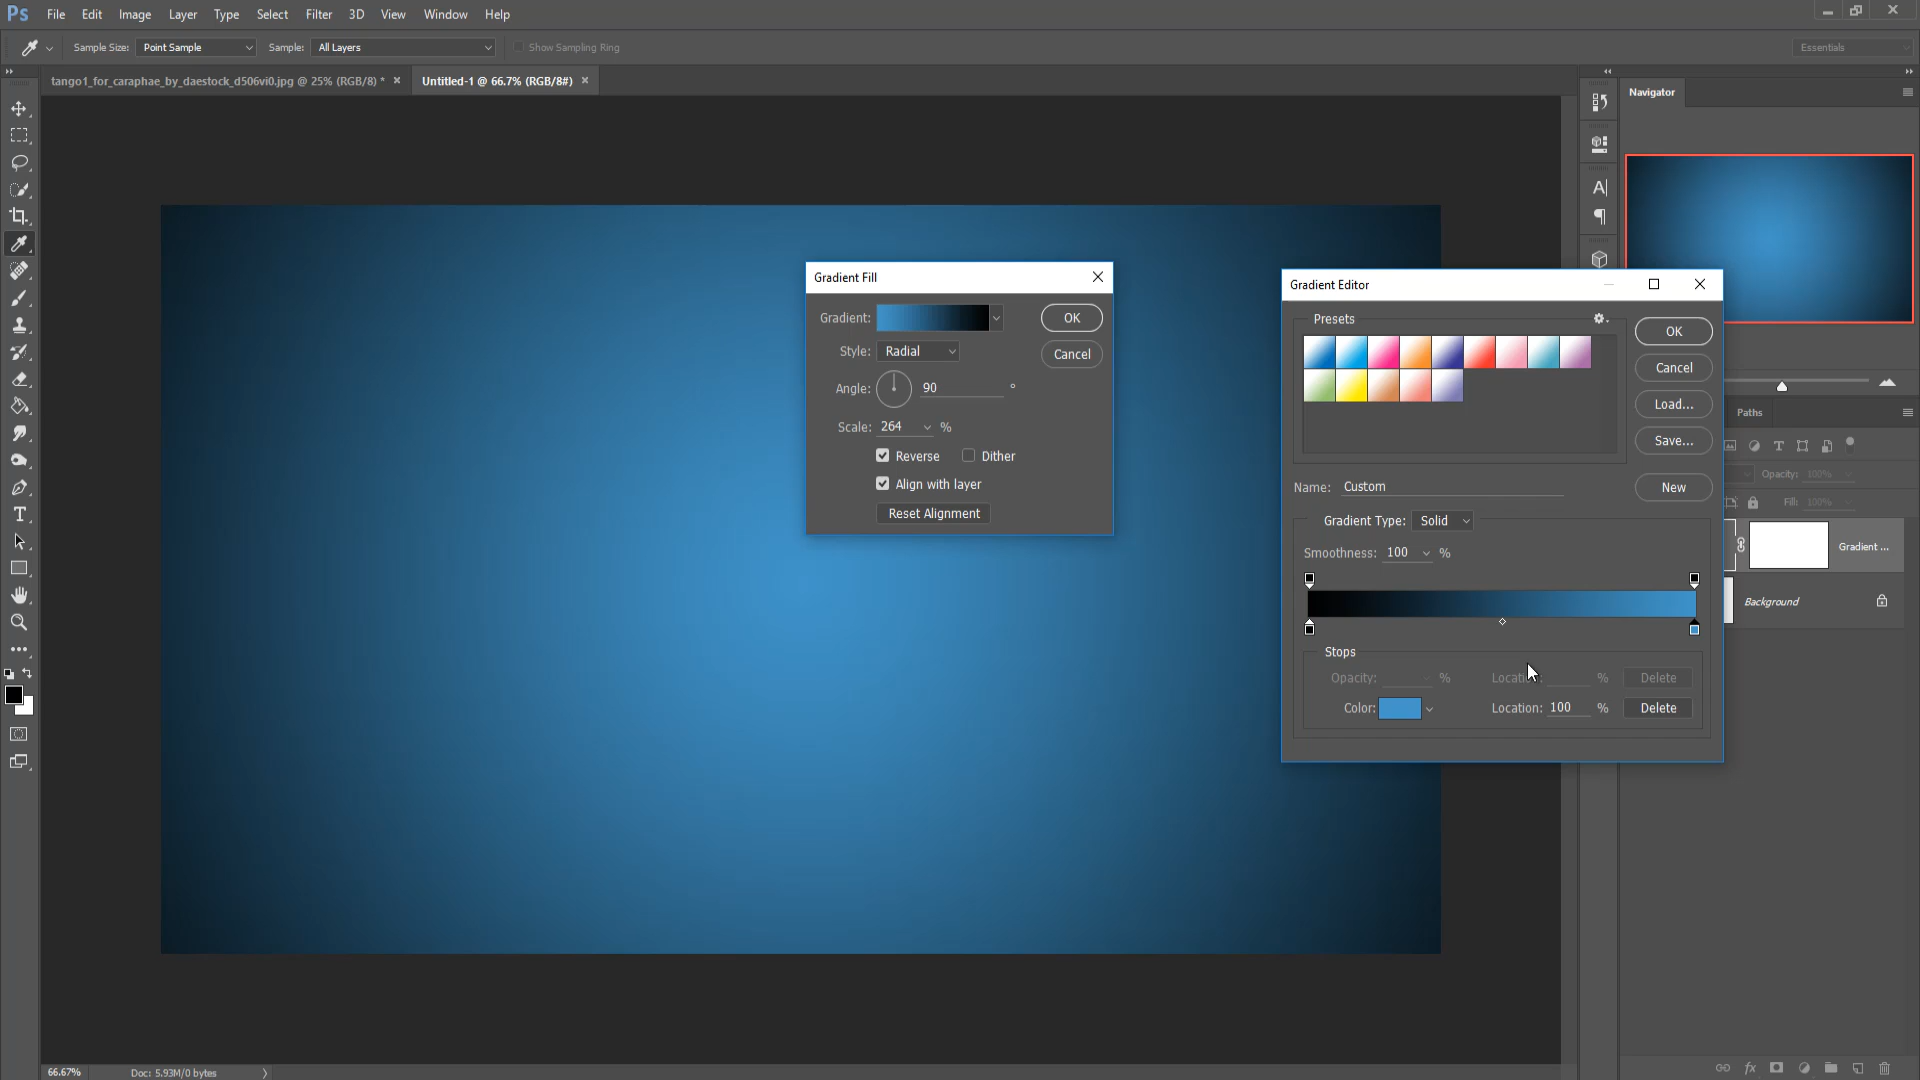 Ps File Edit Image Layer Type Select Filter 3D View Window Help
Sample Size: Point Sample Sample: All Layers Show Sampling Ring Essentials
tango1_for_caraphae_by_daestock_d506vi0.jpg @ 25% (RGB/8) * × Untitled-1 @ 66.7% (RGB/8#) ×
Navigator
Gradient Fill
Gradient: OK
Style: Radial Cancel
Angle: 90 °
Scale: 264 %
Reverse Dither
Align with layer
Reset Alignment
Gradient Editor
Presets
OK
Cancel
Load...
Save...
Name: Custom New
Gradient Type: Solid
Smoothness: 100 %
Stops
Opacity: % % Delete
Color: Location: 100 % Delete
Paths
Opacity: 100%
Fill: 100%
Gradient ...
Background
66.67% Doc: 5.93M/0 bytes